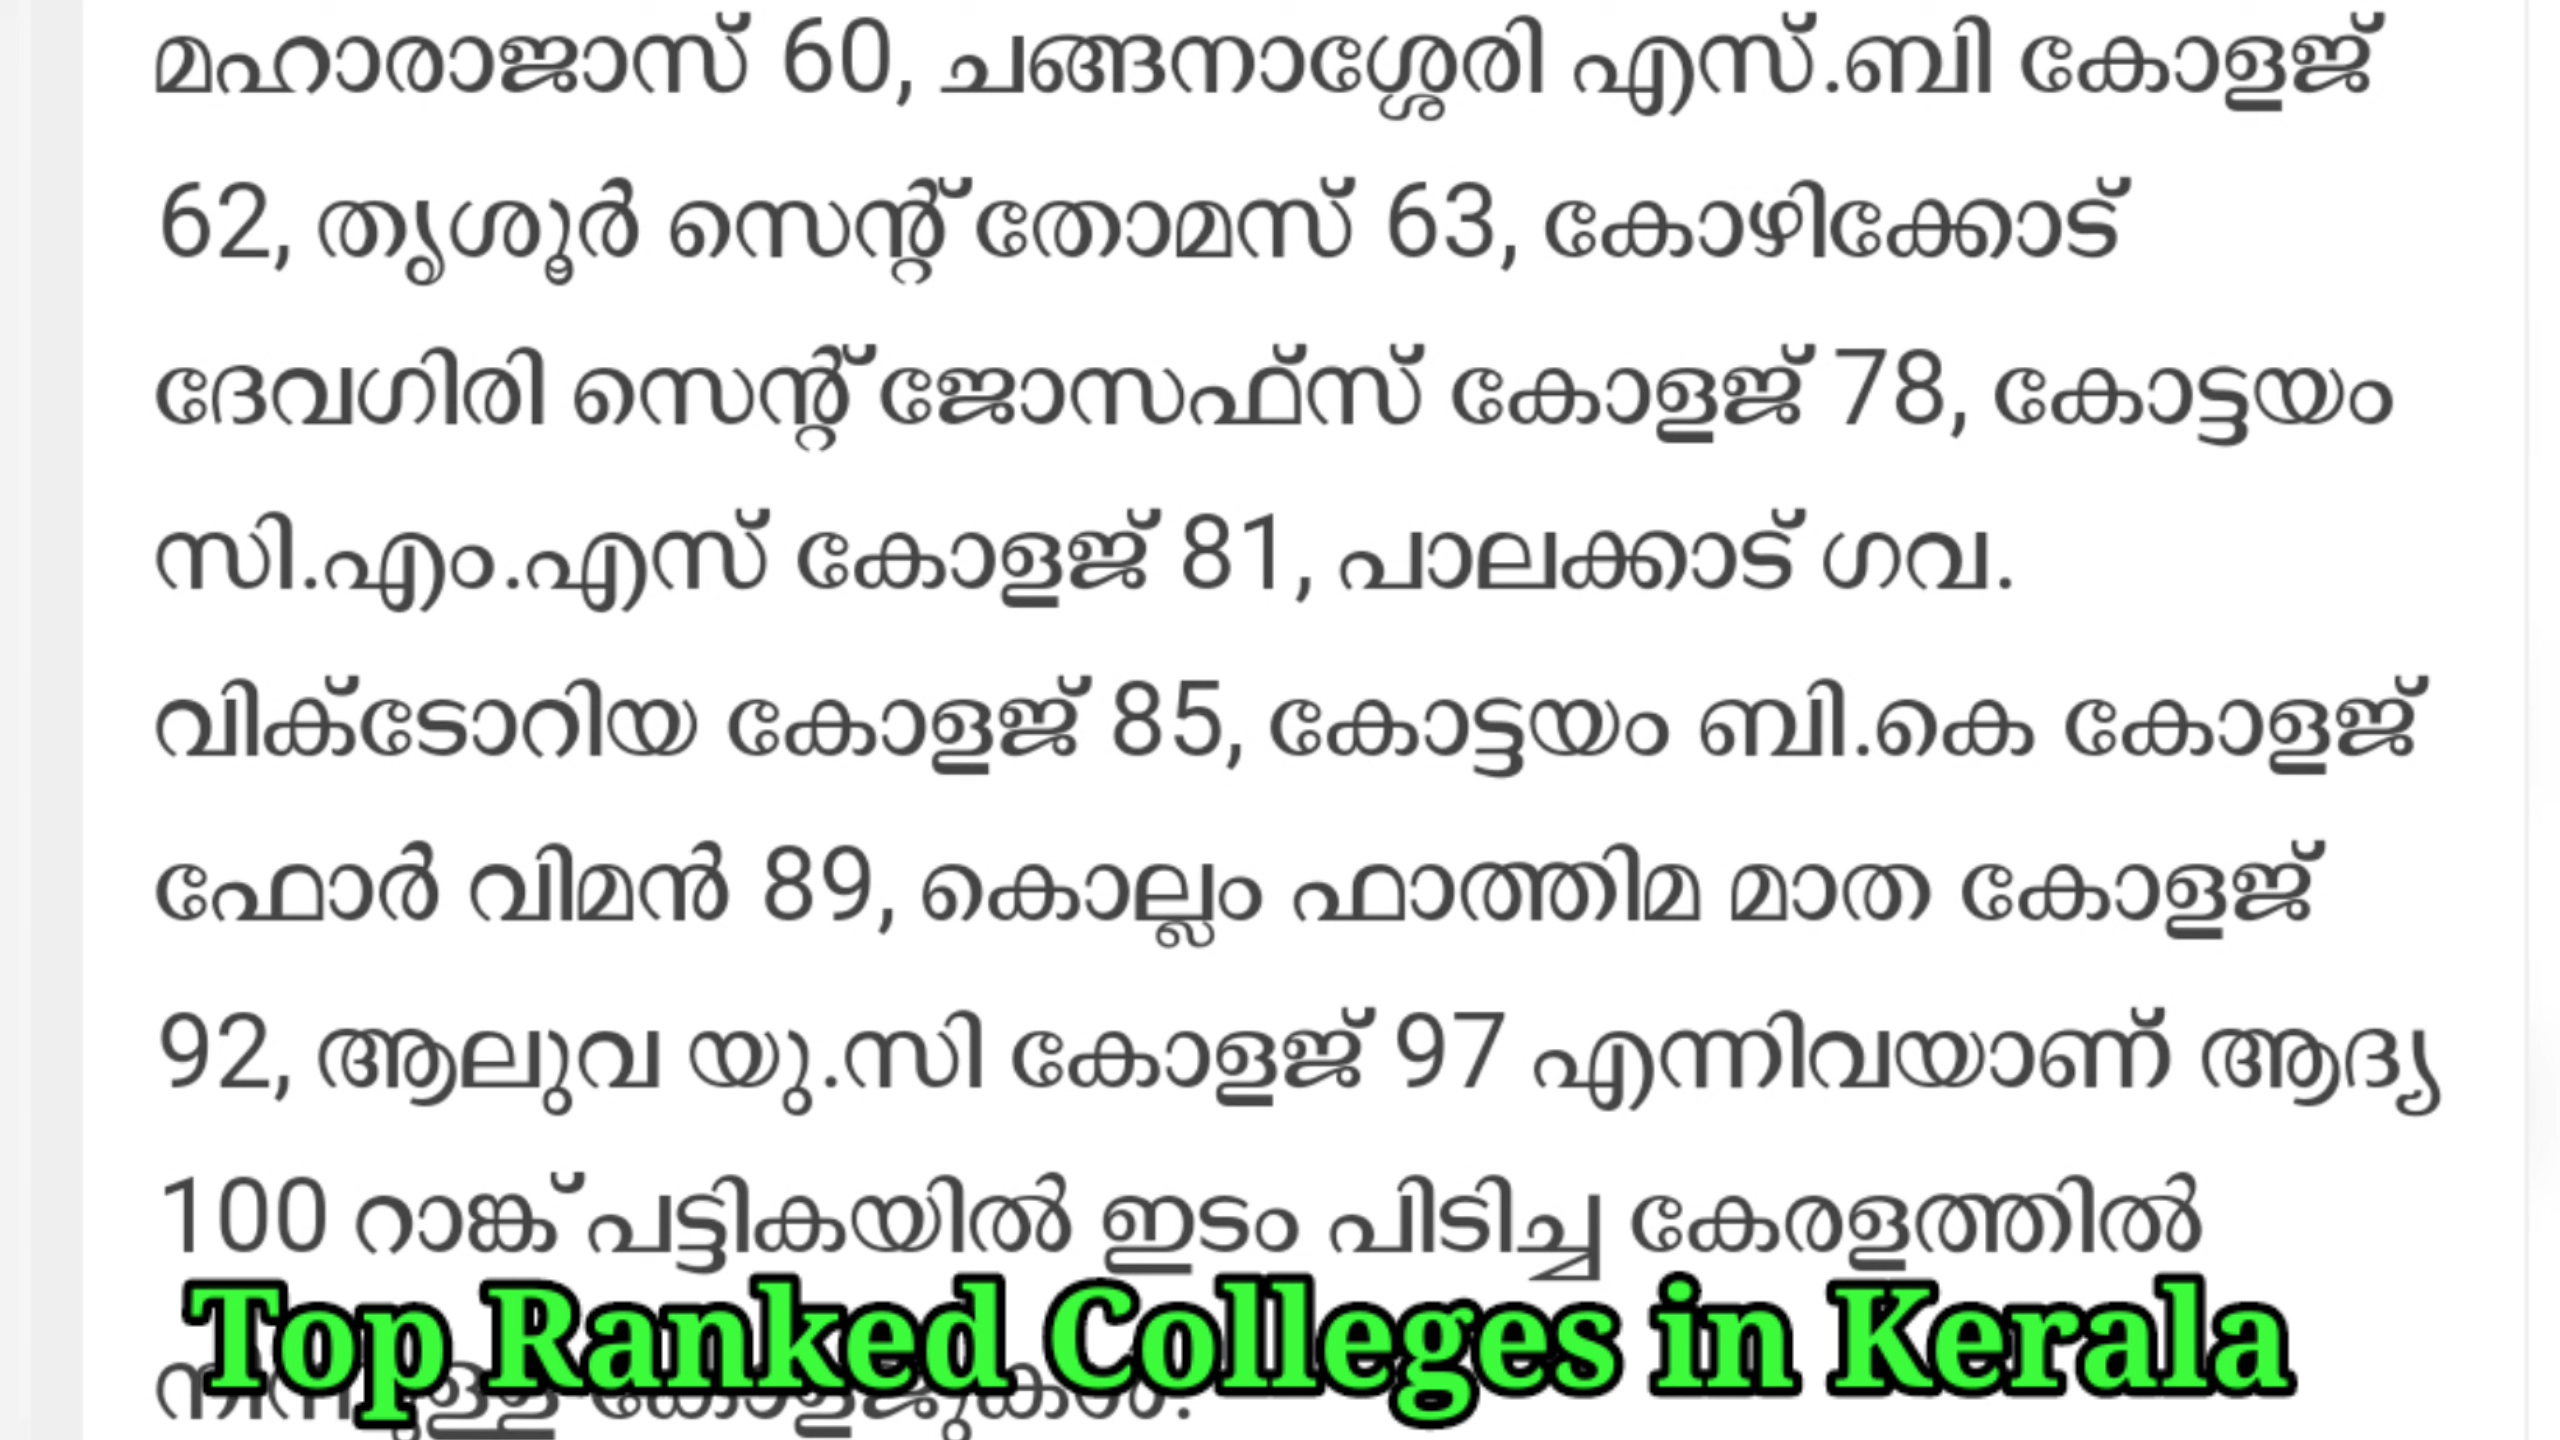 മഹാരാജാസ് 60, ചങ്ങനാശ്ശേരി എസ്.ബി കോളജ്
62, തൃശൂർ സെന്റ് തോമസ് 63, കോഴിക്കോട്
ദേവഗിരി സെന്റ് ജോസഫ്സ് കോളജ് 78, കോട്ടയം
സി.എം.എസ് കോളജ് 81, പാലക്കാട് ഗവ.
വിക്ടോറിയ കോളജ് 85, കോട്ടയം ബി.കെ കോളജ്
ഫോർ വിമൻ 89, കൊല്ലം ഫാത്തിമ മാത കോളജ്
92, ആലുവ യു.സി കോളജ് 97 എന്നിവയാണ് ആദ്യ
100 റാങ്ക് പട്ടികയിൽ ഇടം പിടിച്ച കേരളത്തിൽ
Top Ranked Colleges in Kerala